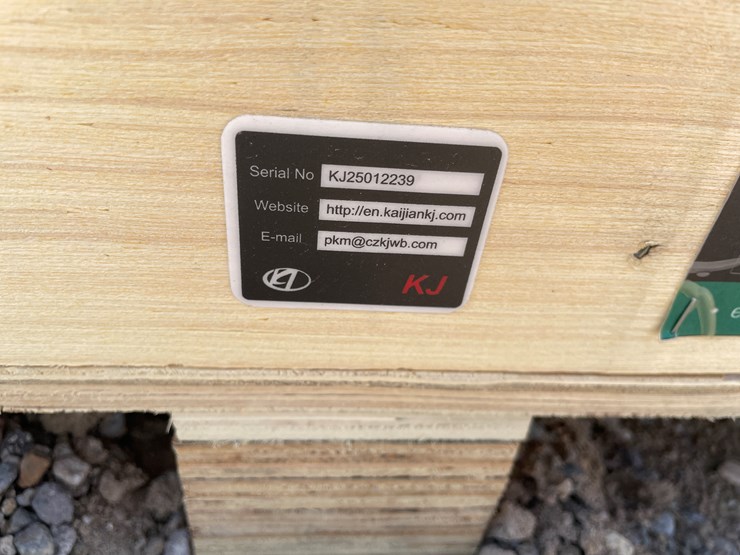 Serial No KJ25012239
Website http://en.kaijiankj.com
E-mail pkm@czkjwb.com
KJ